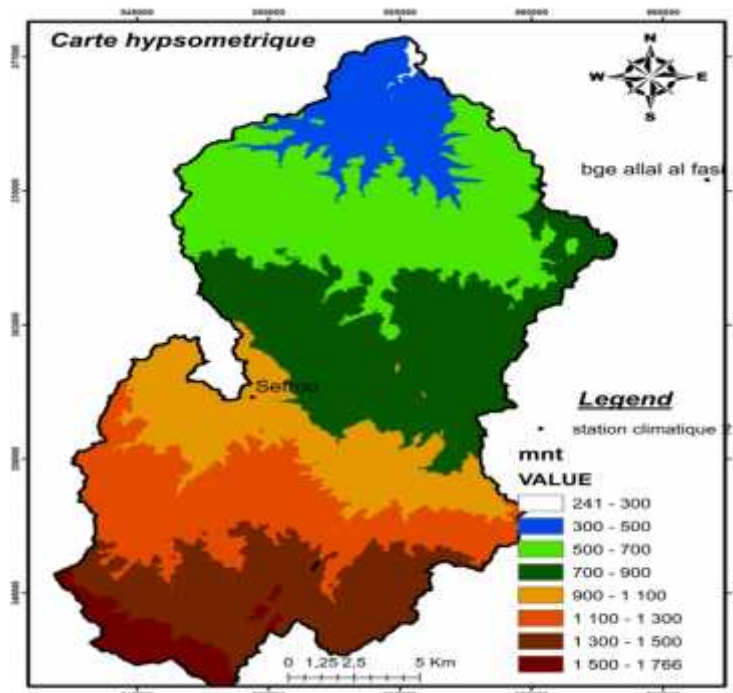 Carte hypsometrique
N
W E
S
bge allal al fasi
Sefrou
Legend
station climatique 2
mnt
VALUE
241 - 300
300 - 500
500 - 700
700 - 900
900 - 1 100
1 100 - 1 300
1 300 - 1 500
1 500 - 1 766
0 1,25 2,5 5 Km